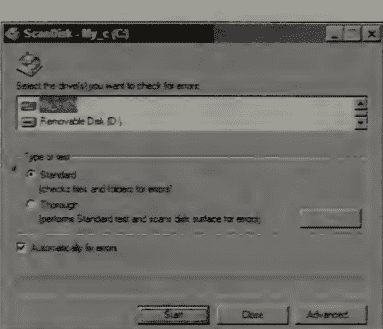 ScanDisk - My_c (C:)
Select the drive(s) you want to check for errors:
Removable Disk (D:)
Type of test
Standard
(checks files and folders for errors)
Thorough
(performs Standard test and scans disk surface for errors)
Automatically fix errors
Start
Close
Advanced